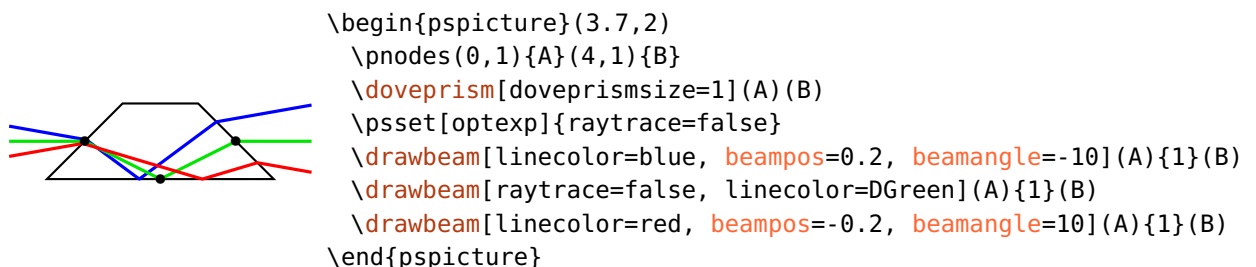 \begin{pspicture}(3.7,2)
\pnodes(0,1){A}(4,1){B}
\doveprism[doveprismsize=1](A)(B)
\psset[optexp]{raytrace=false}
\drawbeam[linecolor=blue, beampos=0.2, beamangle=-10](A){1}(B)
\drawbeam[raytrace=false, linecolor=DGreen](A){1}(B)
\drawbeam[linecolor=red, beampos=-0.2, beamangle=10](A){1}(B)
\end{pspicture}